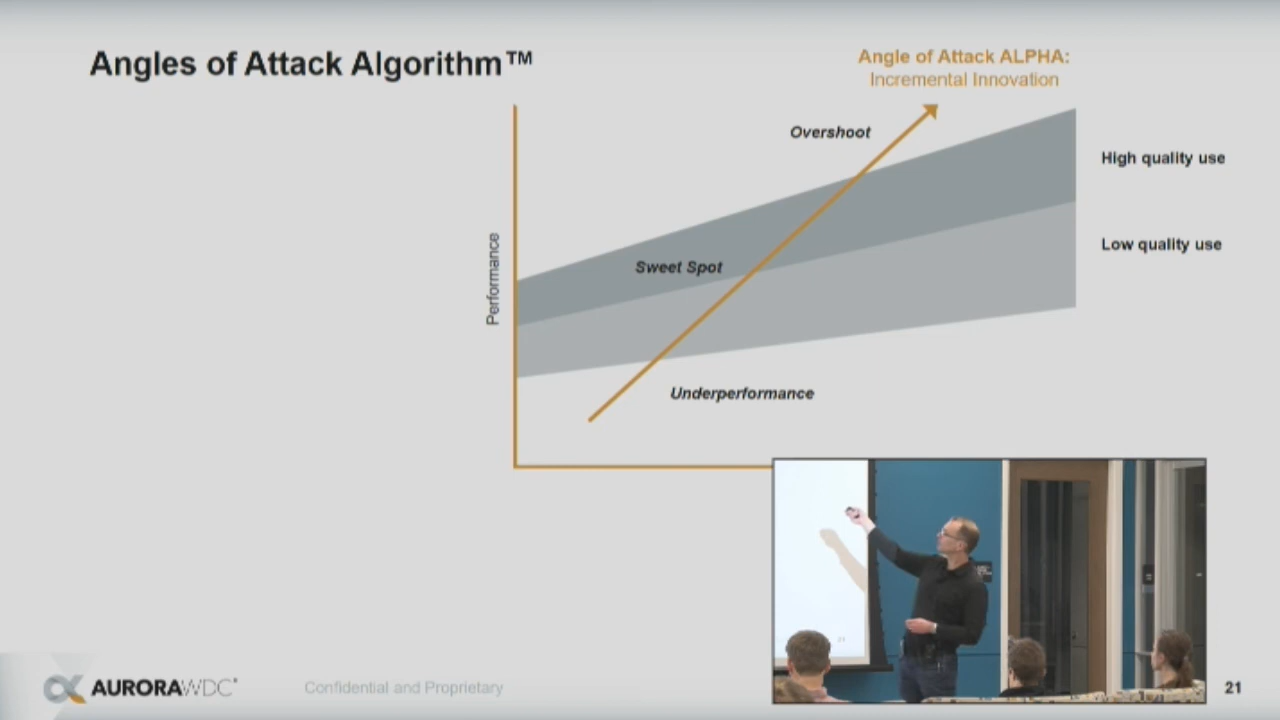 Angles of Attack Algorithm™
Angle of Attack ALPHA:
Incremental Innovation
Overshoot
High quality use
Performance
Low quality use
Sweet Spot
Underperformance
AURORAWDC®
Confidential and Proprietary
21
21